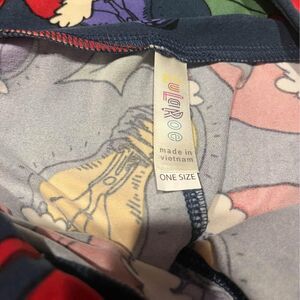 LuLaRoe
made in
vietnam
ONE SIZE